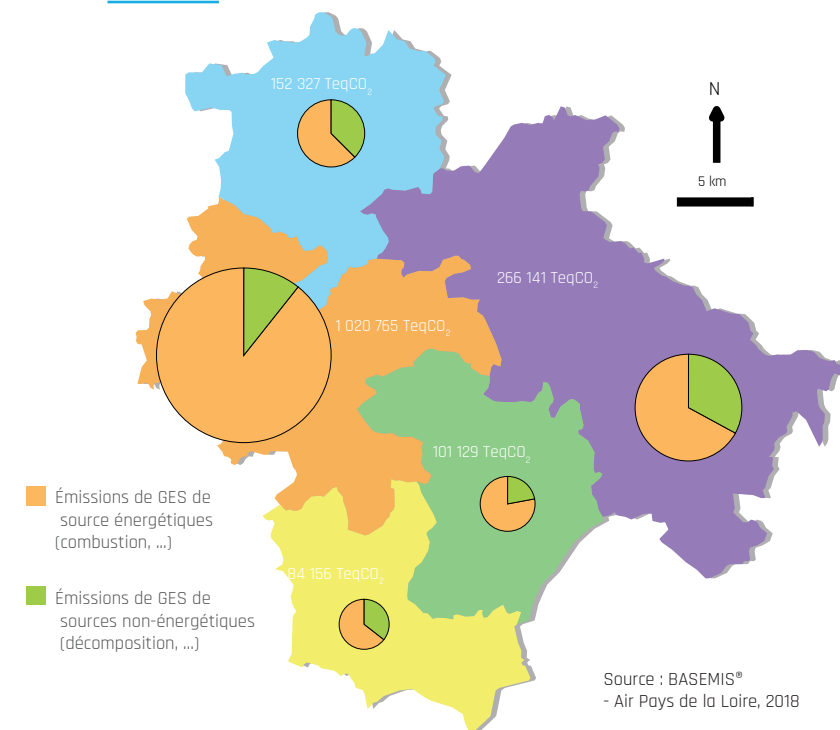 152 327 TeqCO₂
N
5 km
266 141 TeqCO₂
1 020 765 TeqCO₂
101 129 TeqCO₂
84 156 TeqCO₂
Émissions de GES de
source énergétiques
(combustion, ...)
Émissions de GES de
sources non-énergétiques
(décomposition, ...)
Source : BASEMIS®
- Air Pays de la Loire, 2018